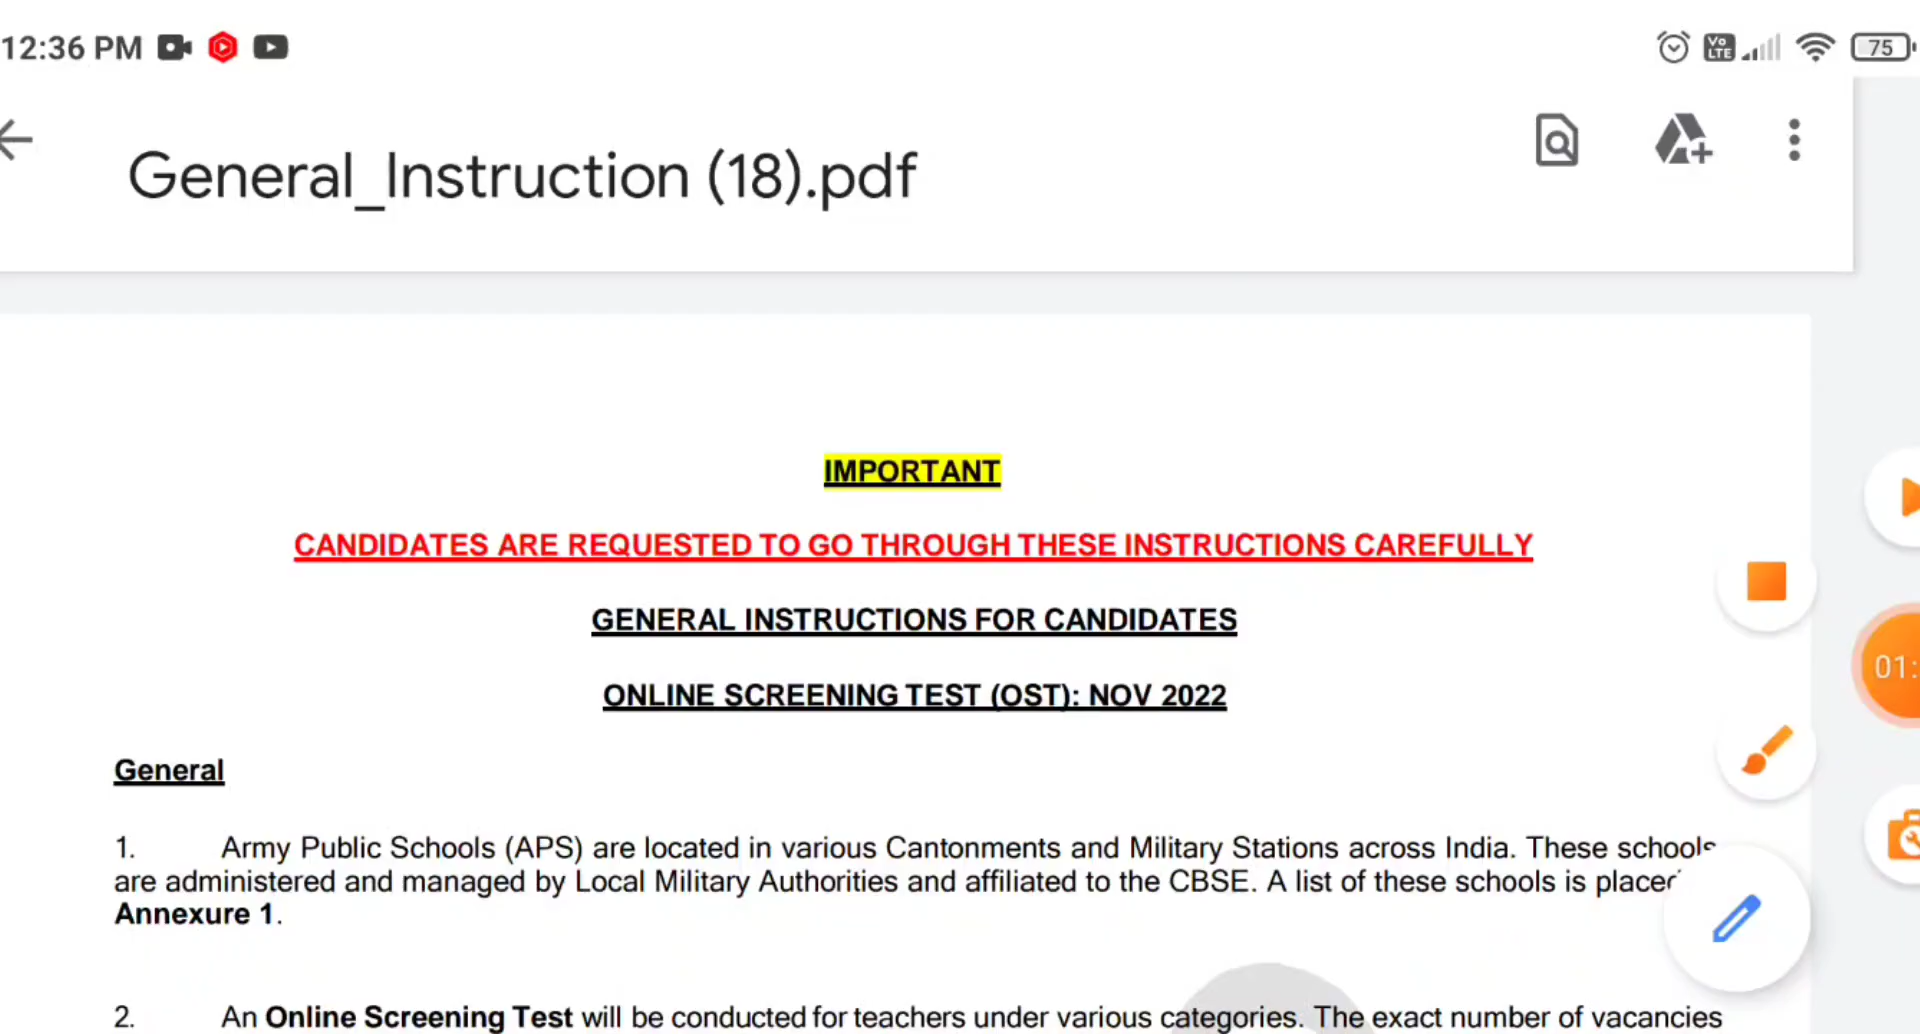 12:36 PM
Vo LTE
75
General_Instruction (18).pdf
IMPORTANT
CANDIDATES ARE REQUESTED TO GO THROUGH THESE INSTRUCTIONS CAREFULLY
GENERAL INSTRUCTIONS FOR CANDIDATES
ONLINE SCREENING TEST (OST): NOV 2022
01:
General
1. Army Public Schools (APS) are located in various Cantonments and Military Stations across India. These schools
are administered and managed by Local Military Authorities and affiliated to the CBSE. A list of these schools is placed
Annexure 1.
2. An Online Screening Test will be conducted for teachers under various categories. The exact number of vacancies